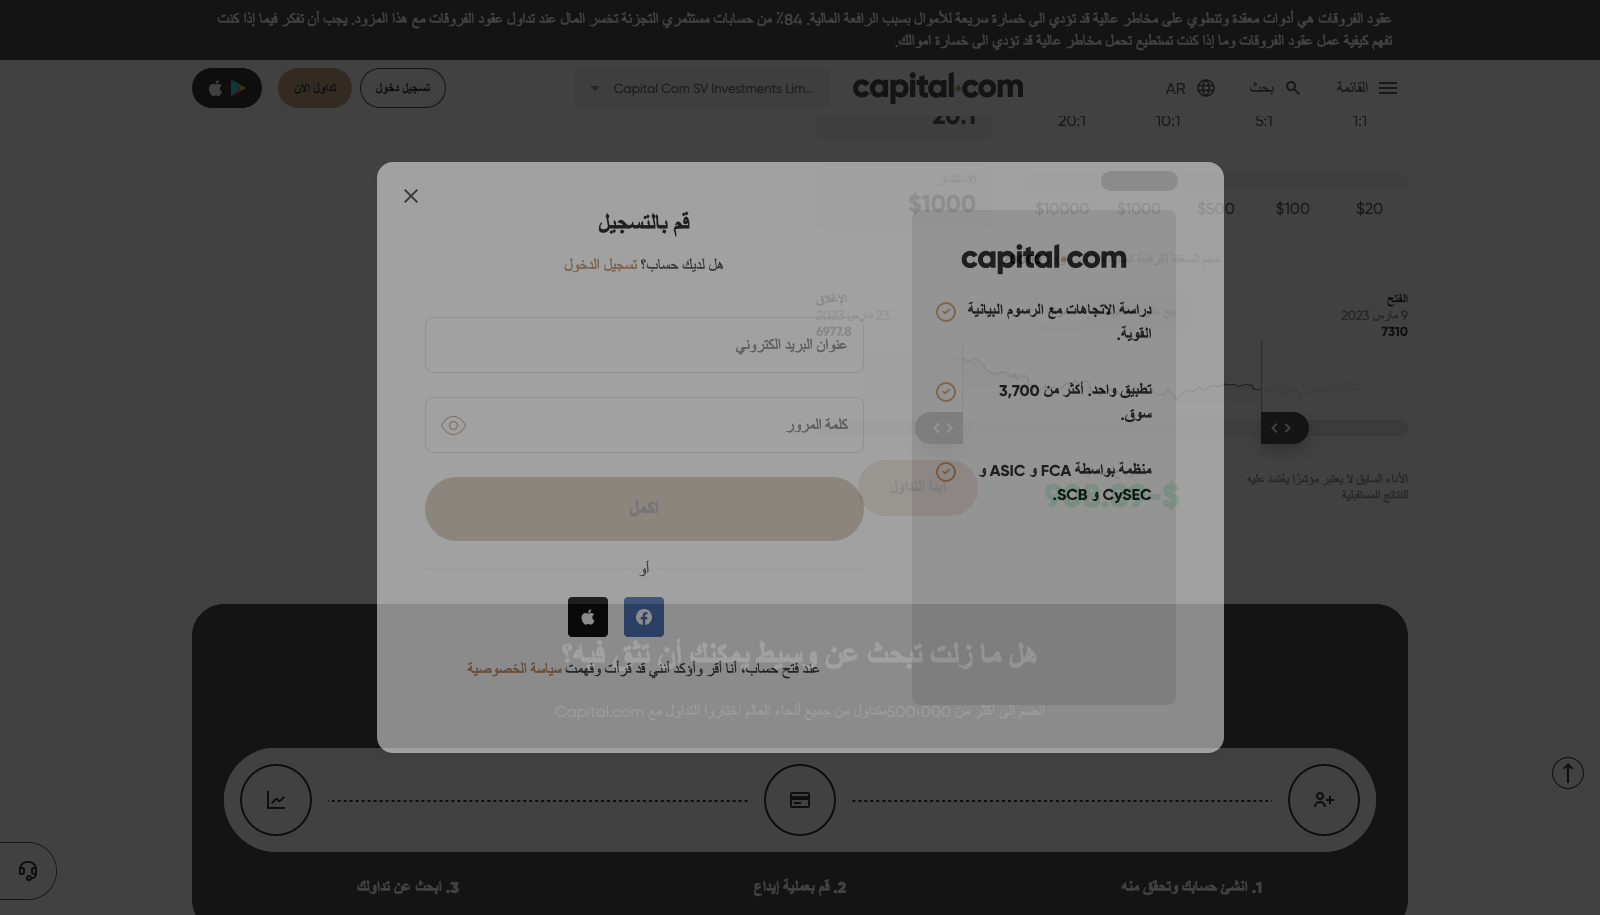 عقود الفروقات هي أدوات معقدة وتنطوي على مخاطر عالية قد تؤدي الى خسارة سريعة للأموال بسبب الرافعة المالية. 84٪ من حسابات مستثمري التجزئة تخسر المال عند تداول عقود الفروقات مع هذا المزود. يجب أن تفكر فيما إذا كنت
تفهم كيفية عمل عقود الفروقات وما إذا كنت تستطيع تحمل مخاطر عالية قد تؤدي الى خسارة اموالك.
القائمة
بحث
AR
capital.com
Capital Com SV Investments Lim...
تسجيل دخول
تداول الآن
1:1
5:1
10:1
20:1
20:1
الاستثمار
$1000
$20
$100
$500
$1000
$10000
قم بالتسجيل
هل لديك حساب؟ تسجيل الدخول
عنوان البريد الكتروني
كلمة المرور
اكمل
أو
عند فتح حساب، أنا أقر وأؤكد أنني قد قرأت وفهمت سياسة الخصوصية
capital.com
دراسة الاتجاهات مع الرسوم البيانية
القوية.
تطبيق واحد. أكثر من 3,700
سوق.
منظمة بواسطة FCA و ASIC و
CySEC و SCB.
الفتح
9 مارس 2023
7310
الإغلاق
23 مارس 2023
6977.8
ابدأ التداول
الأداء السابق لا يعتبر مؤشرًا يُعتمد عليه
للنتائج المستقبلية
هل ما زلت تبحث عن وسيط يمكنك أن تثق فيه؟
انضم إلى أكثر من 500،000متداول من جميع أنحاء العالم اختاروا التداول مع Capital.com
1. انشئ حسابك وتحقق منه
2. قم بعملية إيداع
3. ابحث عن تداولك